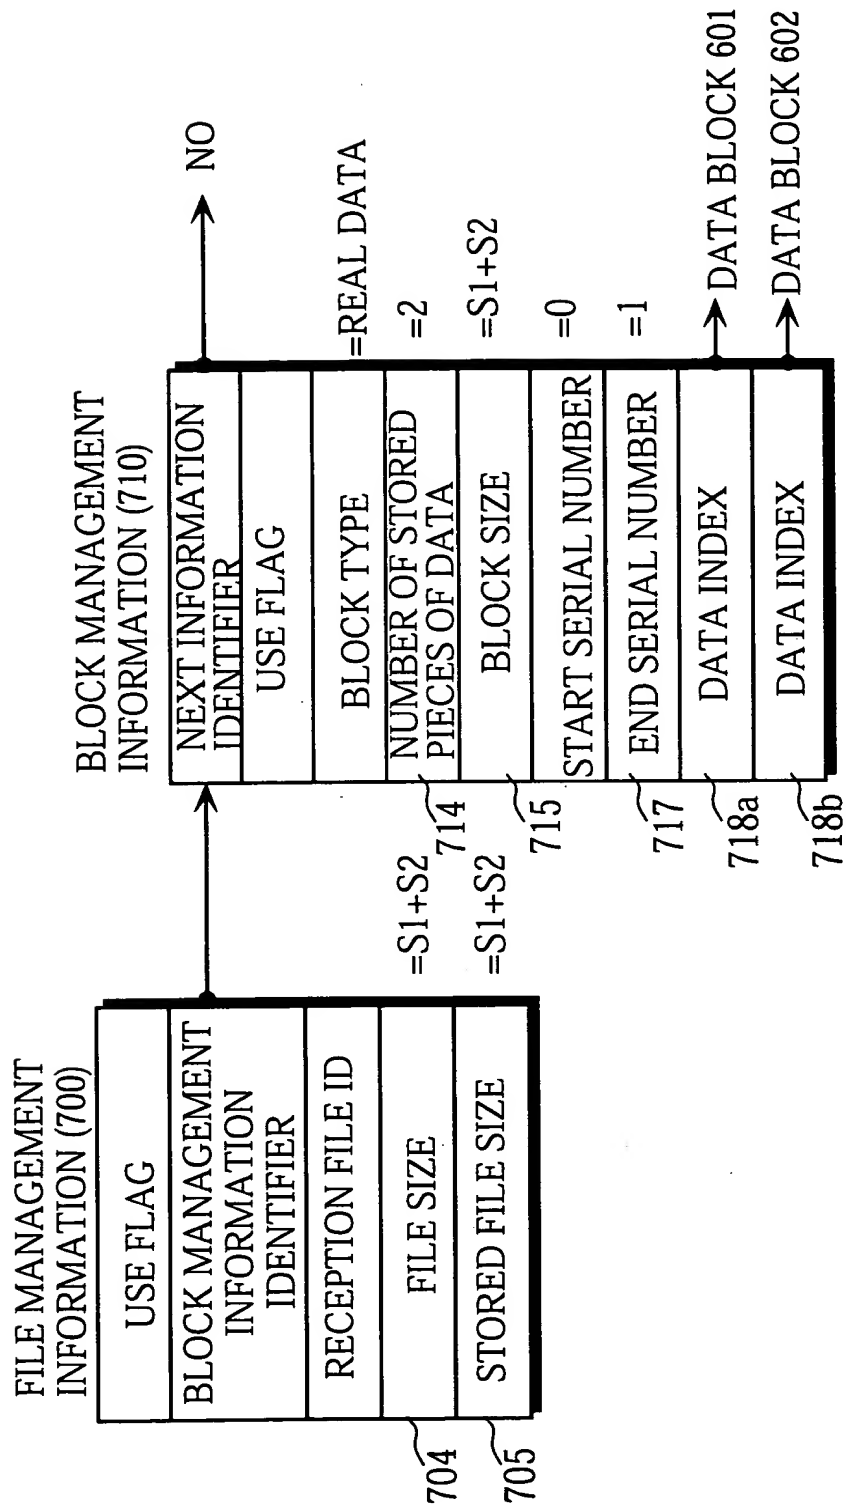 FILE MANAGEMENT
INFORMATION (700)
USE FLAG
BLOCK MANAGEMENT
INFORMATION
IDENTIFIER
RECEPTION FILE ID
704
FILE SIZE
=S1+S2
705
STORED FILE SIZE
=S1+S2
BLOCK MANAGEMENT
INFORMATION (710)
NEXT INFORMATION
IDENTIFIER
NO
USE FLAG
BLOCK TYPE
=REAL DATA
714
NUMBER OF STORED
PIECES OF DATA
=2
715
BLOCK SIZE
=S1+S2
START SERIAL NUMBER
=0
717
END SERIAL NUMBER
=1
718a
DATA INDEX
DATA BLOCK 601
718b
DATA INDEX
DATA BLOCK 602